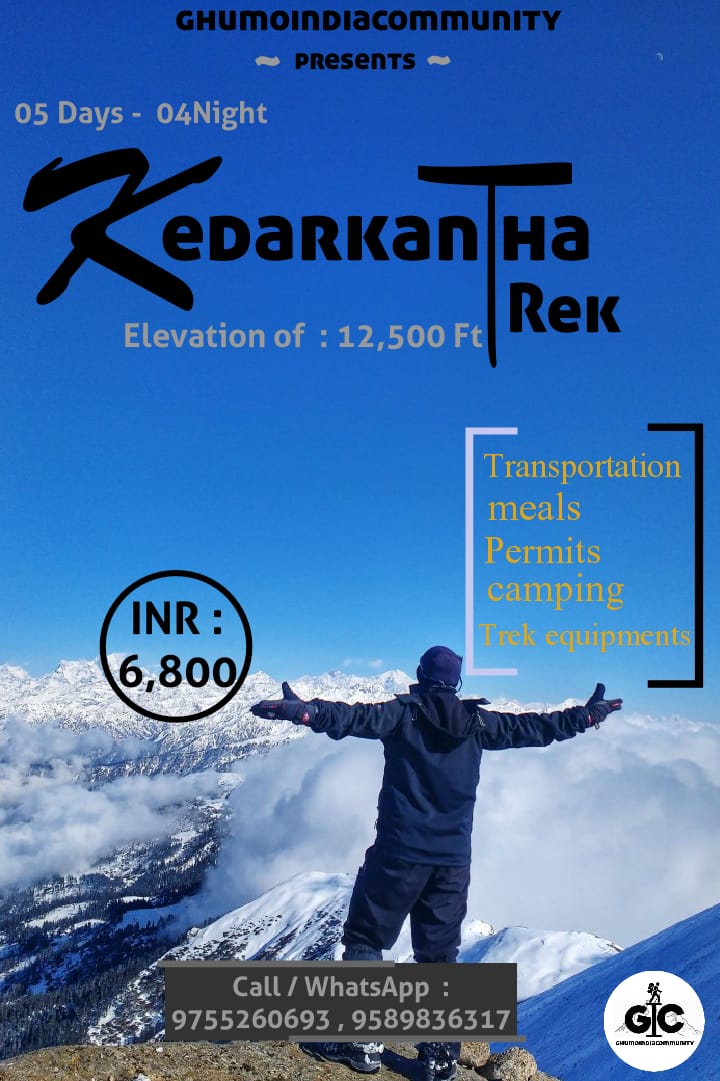 GHUMOINDIACOMMUNITY
~ PRESENTS ~
05 Days - 04Night
KEDARKANTHA
TREK
Elevation of : 12,500 Ft
Transportation
meals
Permits
camping
Trek equipments
INR :
6,800
Call / WhatsApp :
9755260693 , 9589836317
GIC
GHUMOINDIACOMMUNITY